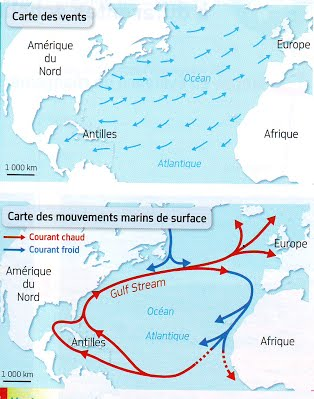 Carte des vents
Amérique
du
Nord
Europe
Océan
Antilles
Afrique
Atlantique
1 000 km
Carte des mouvements marins de surface
Courant chaud
Courant froid
Europe
Amérique
du
Nord
Gulf Stream
Océan
Atlantique
Antilles
Afrique
1 000 km